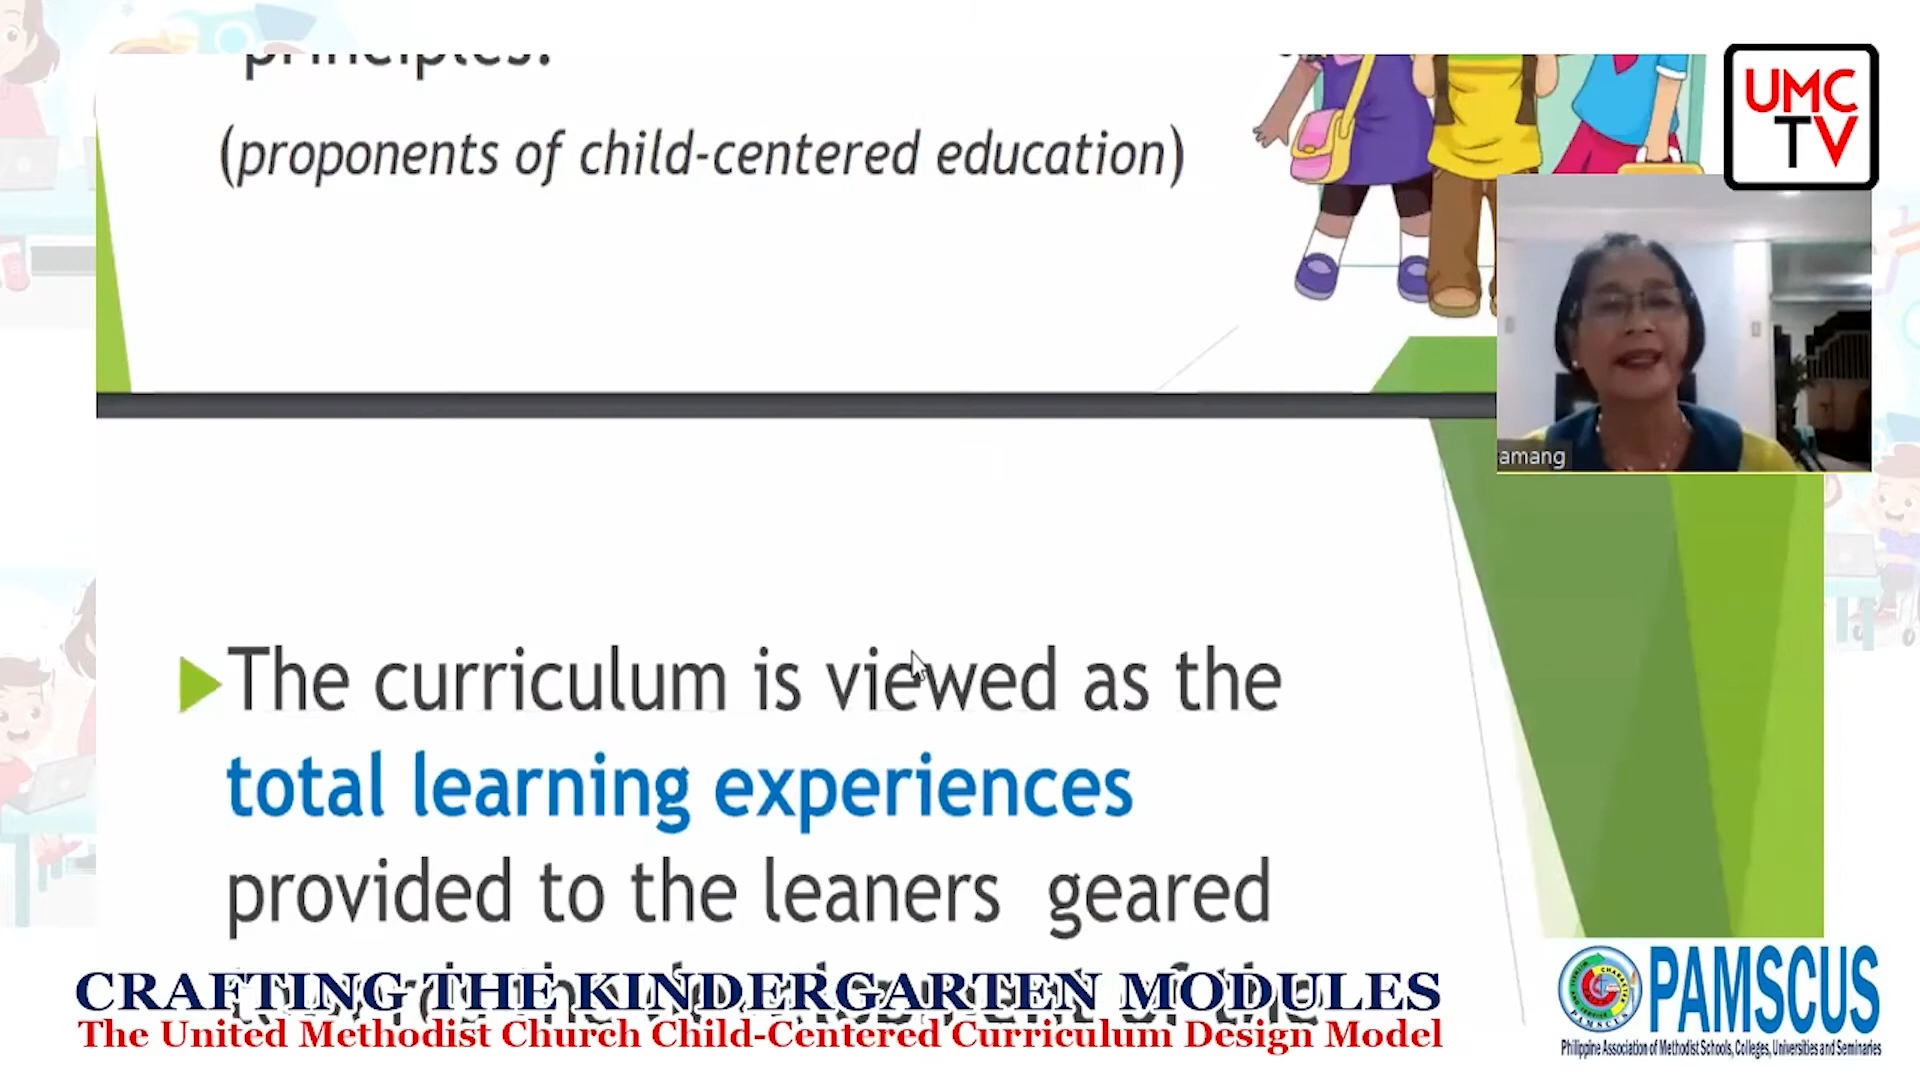 principles.
(proponents of child-centered education)
UMC
TV
amang
The curriculum is viewed as the
total learning experiences
provided to the leaners geared
CRAFTING THE KINDERGARTEN MODULES
The United Methodist Church Child-Centered Curriculum Design Model
PAMSCUS
Philippine Association of Methodist Schools, Colleges, Universities and Seminaries